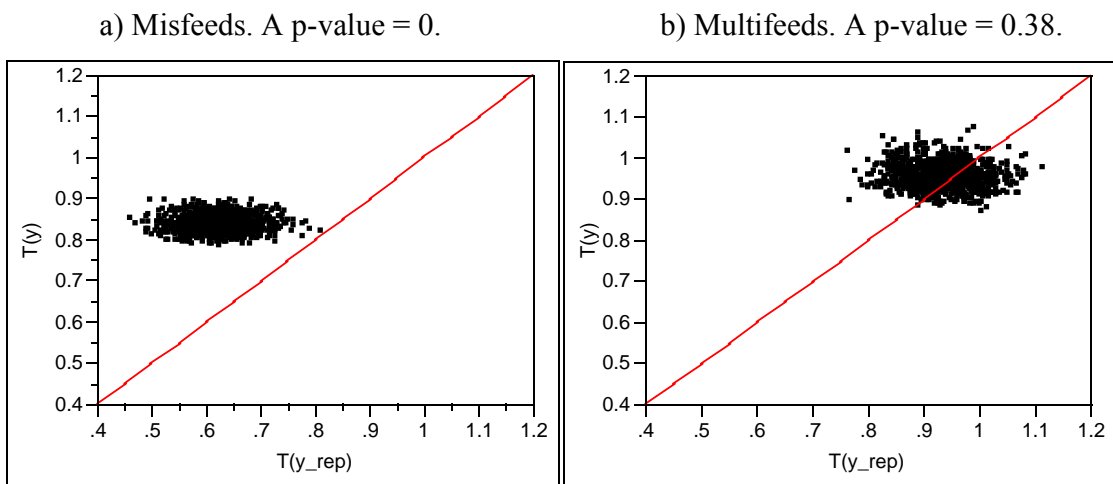 a) Misfeeds. A p-value = 0.
b) Multifeeds. A p-value = 0.38.
1.2
1.1
1
0.9
0.8
0.7
0.6
0.5
0.4
T(y)
.4 .5 .6 .7 .8 .9 1 1.1 1.2
T(y_rep)
1.2
1.1
1
0.9
0.8
0.7
0.6
0.5
0.4
T(y)
.4 .5 .6 .7 .8 .9 1 1.1 1.2
T(y_rep)